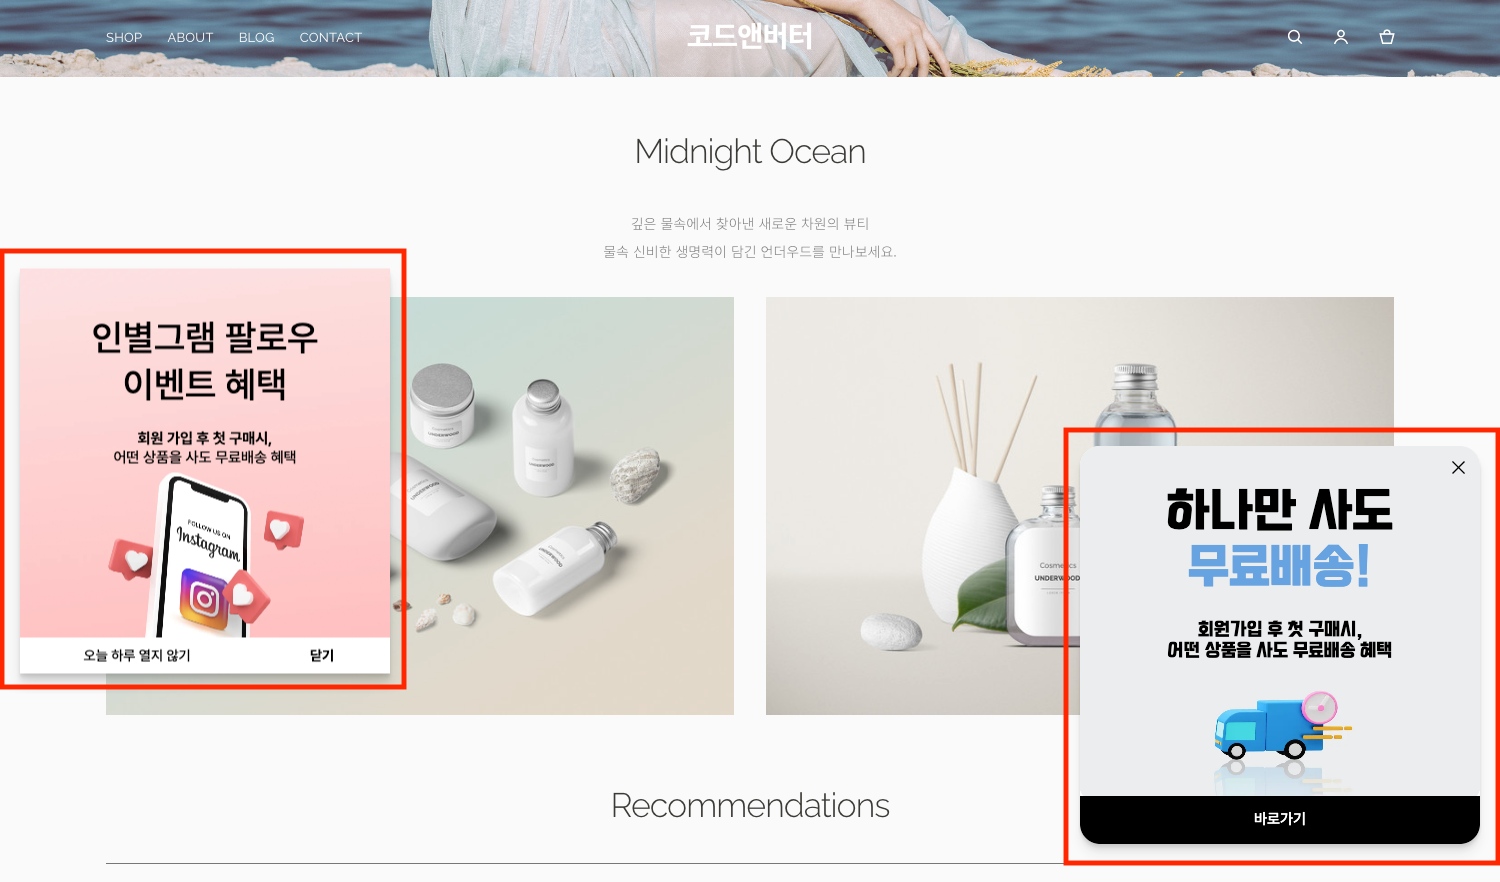 SHOP ABOUT BLOG CONTACT
코드앤버터
Midnight Ocean
깊은 물속에서 찾아낸 새로운 차원의 뷰티
물속 신비한 생명력이 담긴 언더우드를 만나보세요.
인별그램 팔로우
이벤트 혜택
회원 가입 후 첫 구매시,
어떤 상품을 사도 무료배송 혜택
FOLLOW US ON
Instagram
오늘 하루 열지 않기
닫기
Cosmetics
UNDERWOOD
Cosmetics
UNDERWOOD
UNDERWOOD
Cosmetics
UNDERWOOD
하나만 사도
무료배송!
회원가입 후 첫 구매시,
어떤 상품을 사도 무료배송 혜택
바로가기
Recommendations